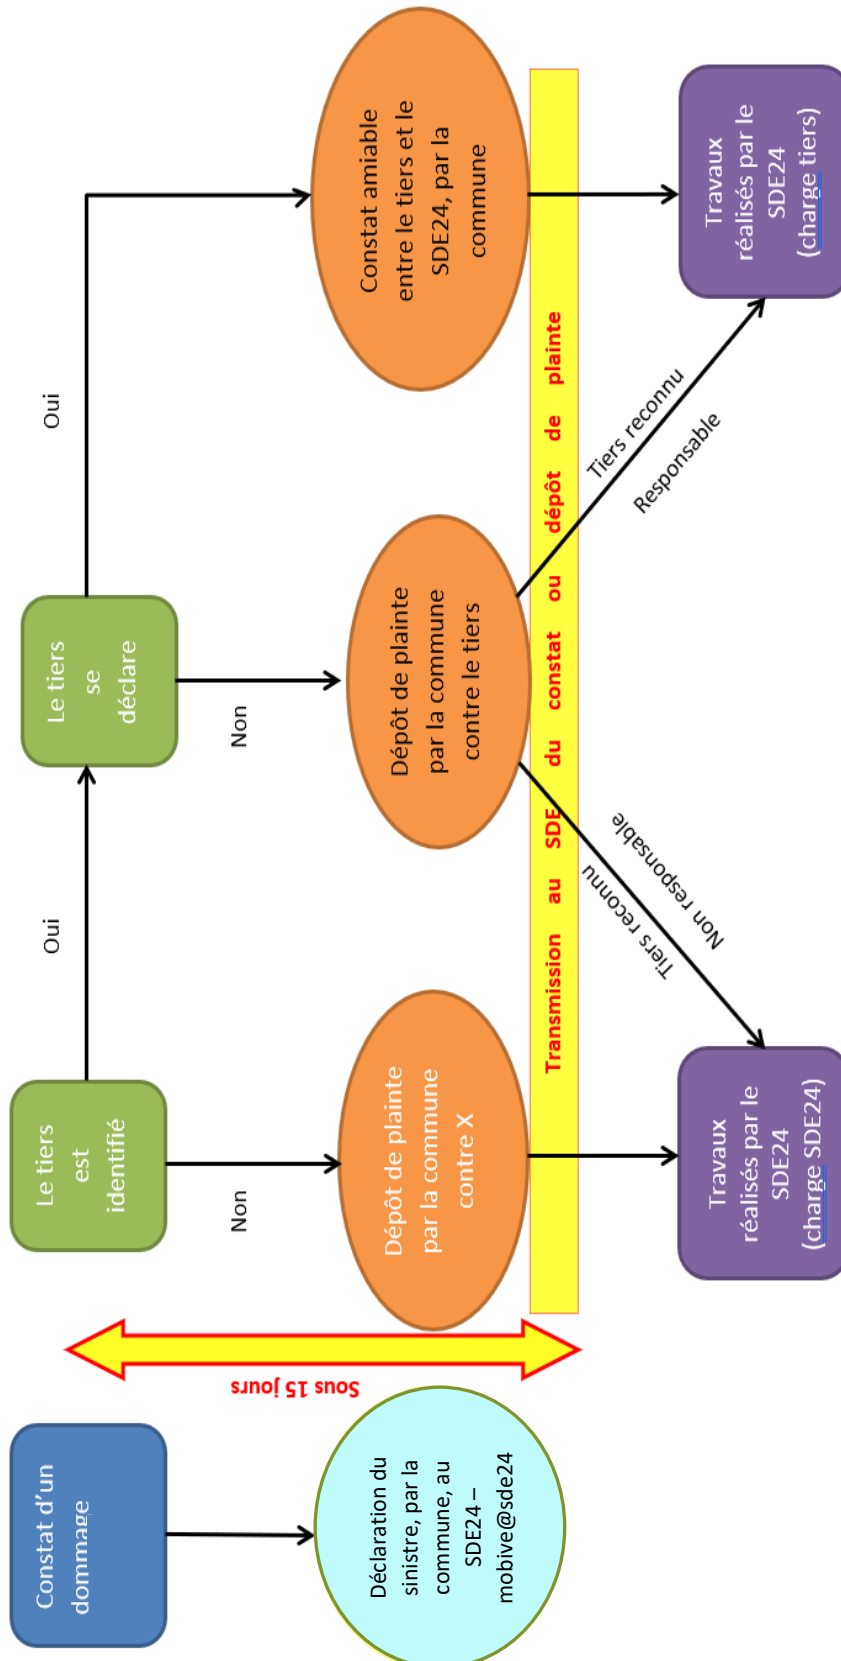 Constat d’un
dommage
Déclaration du
sinistre, par la
commune, au
SDE24 –
mobive@sde24
Sous 15 jours
Le tiers
est
identifié
Oui
Non
Le tiers
se
déclare
Oui
Non
Dépôt de plainte
par la commune
contre X
Dépôt de plainte
par la commune
contre le tiers
Constat amiable
entre le tiers et le
SDE24, par la
commune
Transmission au SDE du constat ou dépôt de plainte
Tiers reconnu
Non responsable
Tiers reconnu
Responsable
Travaux
réalisés par le
SDE24
(charge SDE24)
Travaux
réalisés par le
SDE24
(charge tiers)